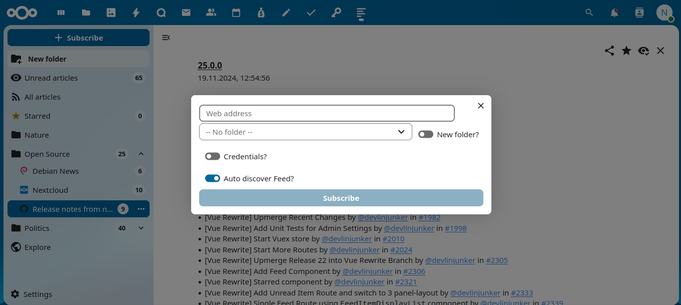 N
Subscribe
New folder
Unread articles 65
All articles
Starred 0
Nature
Open Source 25
Debian News 6
Nextcloud 10
Release notes from n... 9
Politics 40
Explore
Settings
25.0.0
19.11.2024, 12:54:56
Web address
-- No folder --
New folder?
Credentials?
Auto discover Feed?
Subscribe
[Vue Rewrite] Upmerge Recent Changes by @devlinjunker in #1982
[Vue Rewrite] Add Unit Tests for Admin Settings by @devlinjunker in #1998
[Vue Rewrite] Start Vuex store by @devlinjunker in #2010
[Vue Rewrite] Start More Routes by @devlinjunker in #2024
[Vue Rewrite] Upmerge Release 22 into Vue Rewrite Branch by @devlinjunker in #2305
[Vue Rewrite] Add Feed Component by @devlinjunker in #2306
[Vue Rewrite] Starred component by @devlinjunker in #2321
[Vue Rewrite] Add Unread Item Route and switch to 3 panel-layout by @devlinjunker in #2333
[Vue Rewrite] Single Feed Route using FeedItemDisplayList component by @devlinjunker in #2339